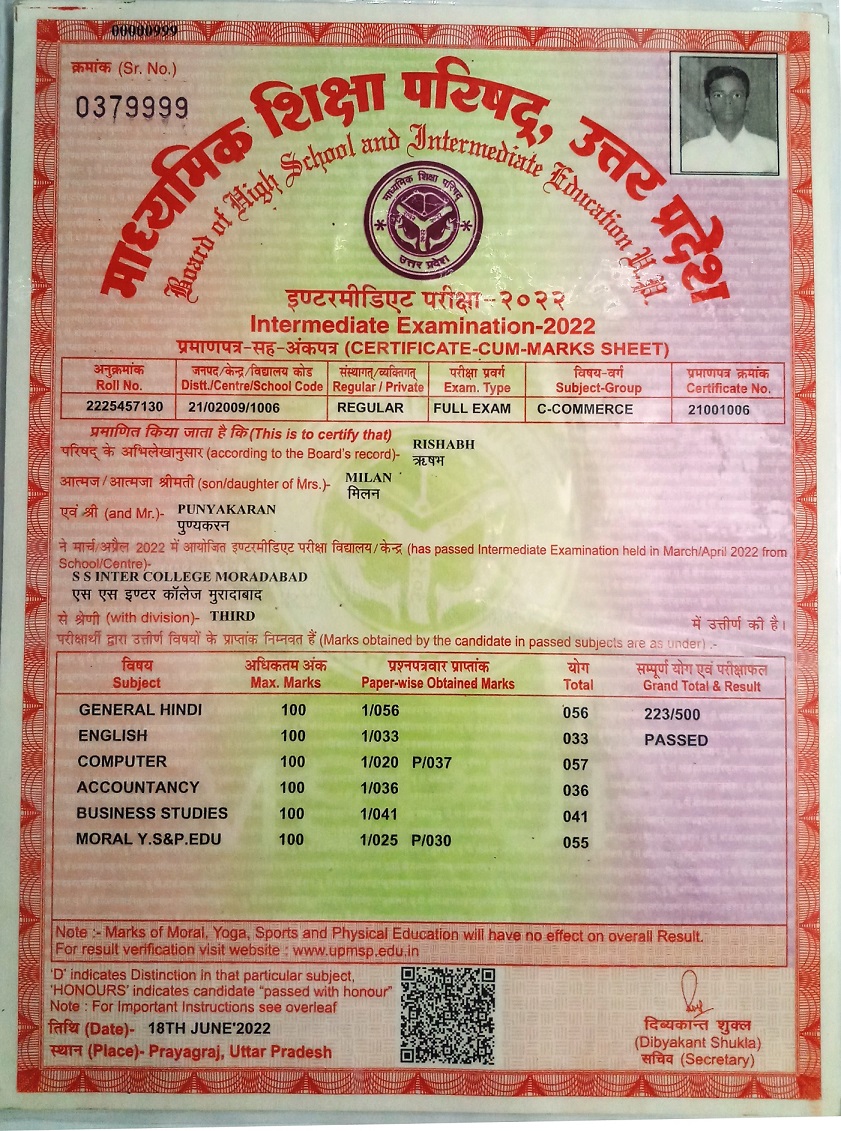 00000999
क्रमांक (Sr. No.)
0379999
माध्यमिक शिक्षा परिषद्, उत्तर प्रदेश
Board of High School and Intermediate Education U.P.
माध्यमिक शिक्षा परिषद्
उत्तर प्रदेश
इण्टरमीडिएट परीक्षा-२०२२
Intermediate Examination-2022
प्रमाणपत्र-सह-अंकपत्र (CERTIFICATE-CUM-MARKS SHEET)
अनुक्रमांक जनपद/केन्द्र/विद्यालय कोड संस्थागत/व्यक्तिगत परीक्षा प्रवर्ग विषय-वर्ग प्रमाणपत्र क्रमांक
Roll No. Distt./Centre/School Code Regular / Private Exam. Type Subject-Group Certificate No.
2225457130 21/02009/1006 REGULAR FULL EXAM C-COMMERCE 21001006
प्रमाणित किया जाता है कि (This is to certify that)
परिषद् के अभिलेखानुसार (according to the Board's record)- RISHABH
ऋषभ
आत्मज/आत्मजा श्रीमती (son/daughter of Mrs.)- MILAN
मिलन
एवं श्री (and Mr.)- PUNYAKARAN
पुण्यकरन
ने मार्च/अप्रैल 2022 में आयोजित इण्टरमीडिएट परीक्षा विद्यालय/केन्द्र (has passed Intermediate Examination held in March/April 2022 from
School/Centre)-
S S INTER COLLEGE MORADABAD
एस एस इण्टर कॉलेज मुरादाबाद
से श्रेणी (with division)- THIRD में उत्तीर्ण की है।
परीक्षार्थी द्वारा उत्तीर्ण विषयों के प्राप्तांक निम्नवत हैं (Marks obtained by the candidate in passed subjects are as under) :-
विषय अधिकतम अंक प्रश्नपत्रवार प्राप्तांक योग सम्पूर्ण योग एवं परीक्षाफल
Subject Max. Marks Paper-wise Obtained Marks Total Grand Total & Result
GENERAL HINDI 100 1/056 056 223/500
ENGLISH 100 1/033 033 PASSED
COMPUTER 100 1/020 P/037 057
ACCOUNTANCY 100 1/036 036
BUSINESS STUDIES 100 1/041 041
MORAL Y.S&P.EDU 100 1/025 P/030 055
Note :- Marks of Moral, Yoga, Sports and Physical Education will have no effect on overall Result.
For result verification visit website : www.upmsp.edu.in
'D' indicates Distinction in that particular subject,
'HONOURS' indicates candidate "passed with honour"
Note : For Important Instructions see overleaf
तिथि (Date)- 18TH JUNE'2022
स्थान (Place)- Prayagraj, Uttar Pradesh
दिब्यकान्त शुक्ल
(Dibyakant Shukla)
सचिव (Secretary)